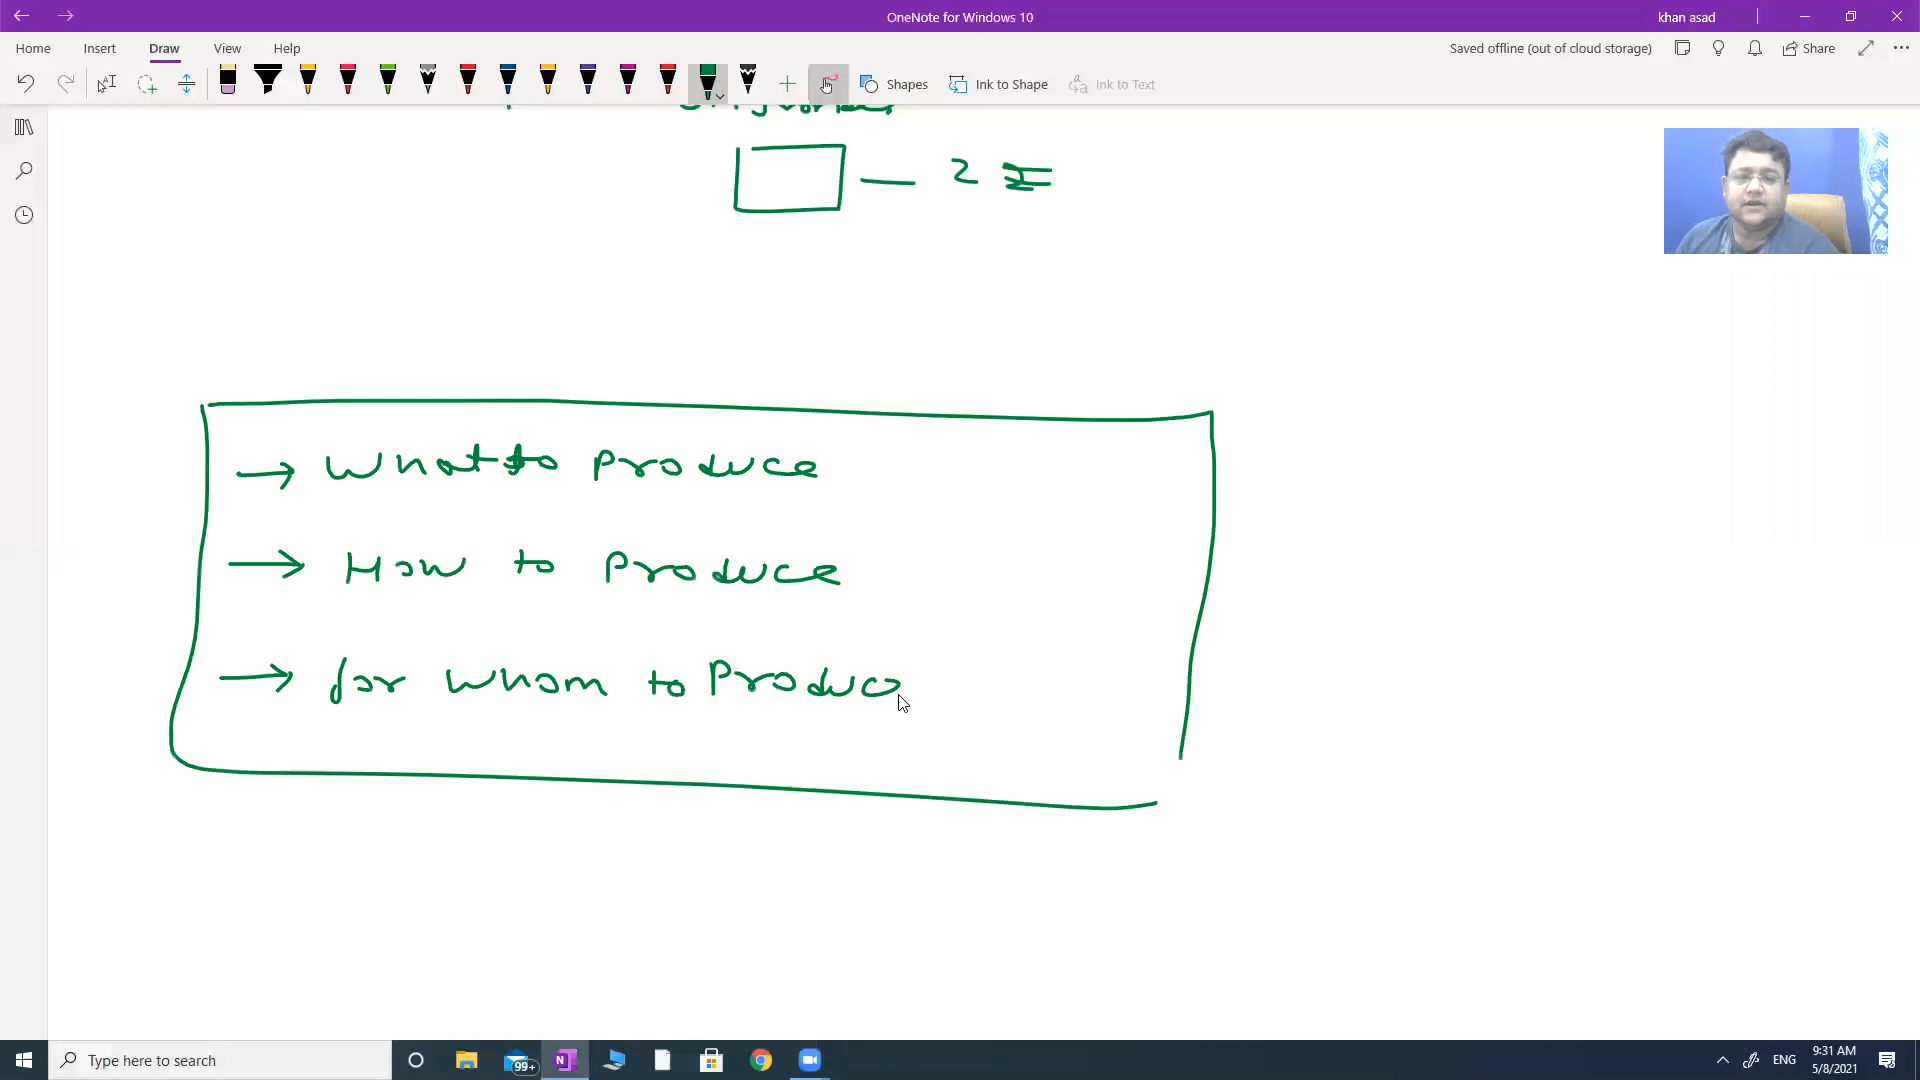 OneNote for Windows 10
khan asad
Home Insert Draw View Help
Saved offline (out of cloud storage)
Share
Shapes
Ink to Shape
Ink to Text
2
→ What to produce
→ How to produce
→ for whom to Produc
Type here to search
99+
N
ENG
9:31 AM
5/8/2021